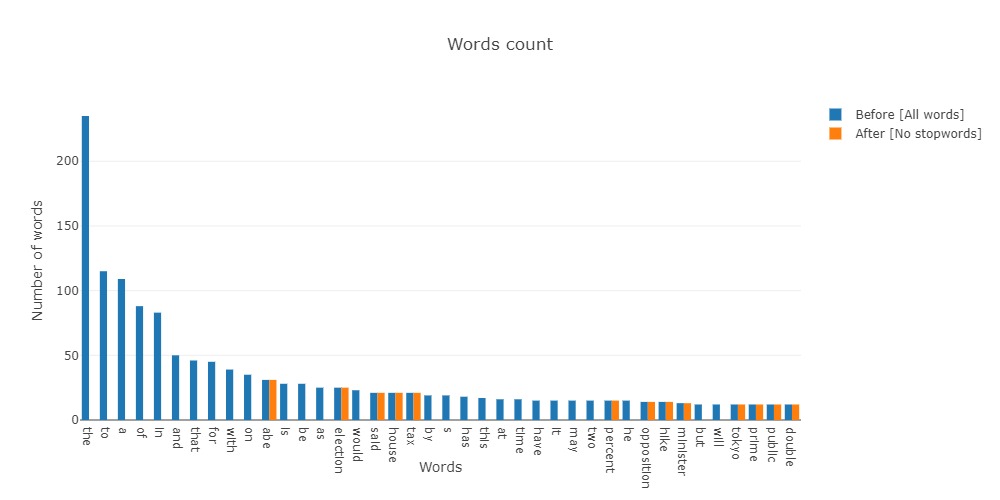 Words count
Before [All words]
After [No stopwords]
Number of words
200
150
100
50
0
the
to
a
of
in
and
that
for
with
on
abe
is
be
as
election
would
said
house
tax
by
s
has
this
at
time
have
it
may
two
percent
he
opposition
hike
minister
but
will
tokyo
prime
public
double
Words